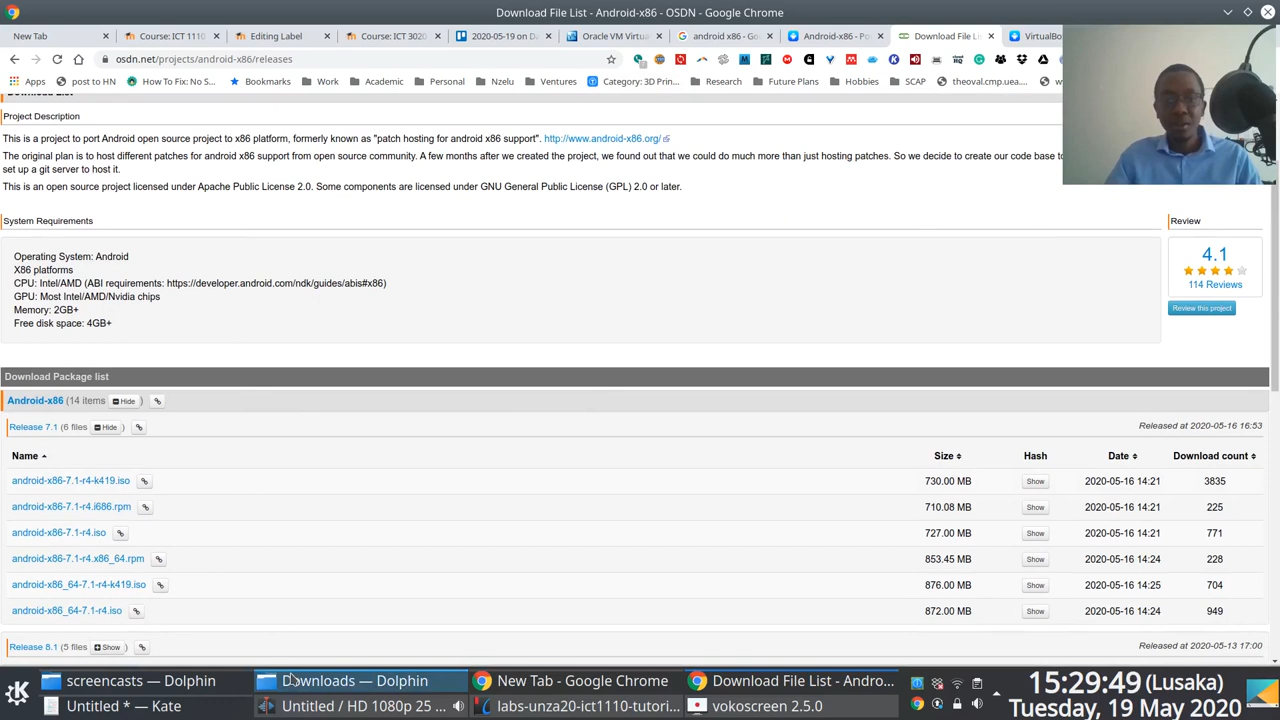 Download File List - Android-x86 - OSDN - Google Chrome
New Tab
Course: ICT 1110
Editing Label
Course: ICT 3020
2020-05-19 on D
Oracle VM Virtua
android x86 - Go
Android-x86 - Po
Download File Li
VirtualBo
osdn.net/projects/android-x86/releases
Apps
post to HN
How To Fix: No S...
Bookmarks
Work
Academic
Personal
Nzelu
Ventures
Category: 3D Prin...
Research
Future Plans
Hobbies
SCAP
theoval.cmp.uea....
Download List
Project Description
This is a project to port Android open source project to x86 platform, formerly known as "patch hosting for android x86 support". http://www.android-x86.org/
The original plan is to host different patches for android x86 support from open source community. A few months after we created the project, we found out that we could do much more than just hosting patches. So we decide to create our code base to
set up a git server to host it.
This is an open source project licensed under Apache Public License 2.0. Some components are licensed under GNU General Public License (GPL) 2.0 or later.
System Requirements
Review
Operating System: Android
X86 platforms
CPU: Intel/AMD (ABI requirements: https://developer.android.com/ndk/guides/abis#x86)
GPU: Most Intel/AMD/Nvidia chips
Memory: 2GB+
Free disk space: 4GB+
4.1
114 Reviews
Review this project
Download Package list
Android-x86 (14 items Hide )
Release 7.1 (6 files Hide ) Released at 2020-05-16 16:53
Name Size Hash Date Download count
android-x86-7.1-r4-k419.iso 730.00 MB Show 2020-05-16 14:21 3835
android-x86-7.1-r4.i686.rpm 710.08 MB Show 2020-05-16 14:21 225
android-x86-7.1-r4.iso 727.00 MB Show 2020-05-16 14:21 771
android-x86-7.1-r4.x86_64.rpm 853.45 MB Show 2020-05-16 14:24 228
android-x86_64-7.1-r4-k419.iso 876.00 MB Show 2020-05-16 14:25 704
android-x86_64-7.1-r4.iso 872.00 MB Show 2020-05-16 14:24 949
Release 8.1 (5 files Show ) Released at 2020-05-13 17:00
screencasts — Dolphin
Downloads — Dolphin
New Tab - Google Chrome
Download File List - Andro...
Untitled * — Kate
Untitled / HD 1080p 25 ...
labs-unza20-ict1110-tutori...
vokoscreen 2.5.0
15:29:49 (Lusaka)
Tuesday, 19 May 2020